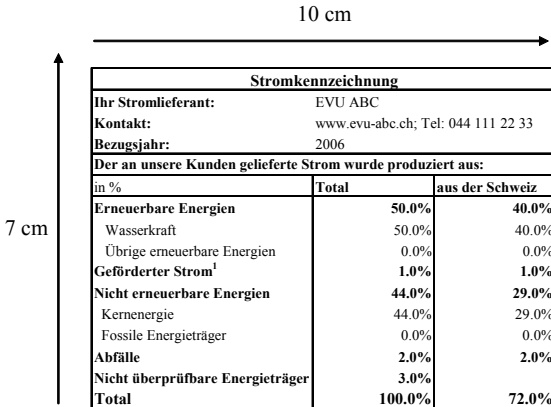 10 cm
7 cm
Stromkennzeichnung
Ihr Stromlieferant: EVU ABC
Kontakt: www.evu-abc.ch; Tel: 044 111 22 33
Bezugsjahr: 2006
Der an unsere Kunden gelieferte Strom wurde produziert aus:
in % Total aus der Schweiz
Erneuerbare Energien 50.0% 40.0%
Wasserkraft 50.0% 40.0%
Übrige erneuerbare Energien 0.0% 0.0%
Geförderter Strom¹ 1.0% 1.0%
Nicht erneuerbare Energien 44.0% 29.0%
Kernenergie 44.0% 29.0%
Fossile Energieträger 0.0% 0.0%
Abfälle 2.0% 2.0%
Nicht überprüfbare Energieträger 3.0%
Total 100.0% 72.0%